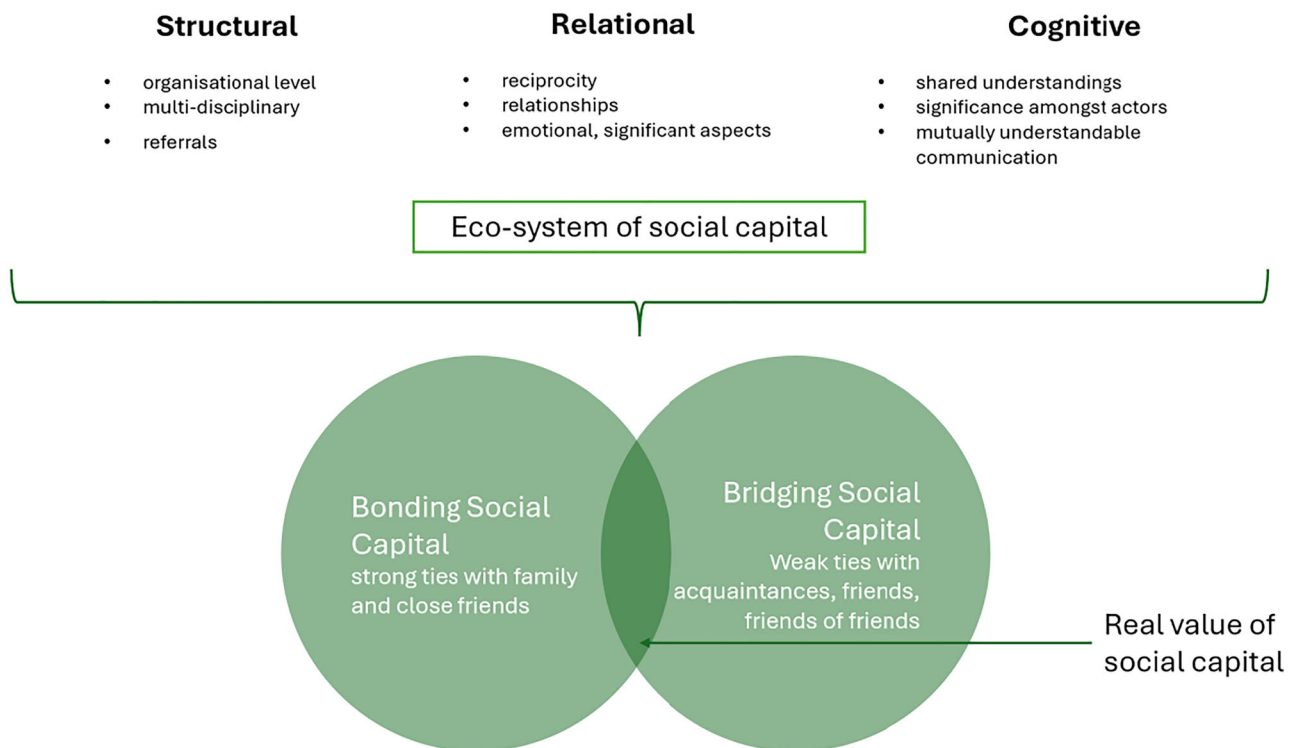 Structural
• organisational level
• multi-disciplinary
• referrals
Relational
• reciprocity
• relationships
• emotional, significant aspects
Cognitive
• shared understandings
• significance amongst actors
• mutually understandable
communication
Eco-system of social capital
Bonding Social
Capital
strong ties with family
and close friends
Bridging Social
Capital
Weak ties with
acquaintances, friends,
friends of friends
Real value of
social capital